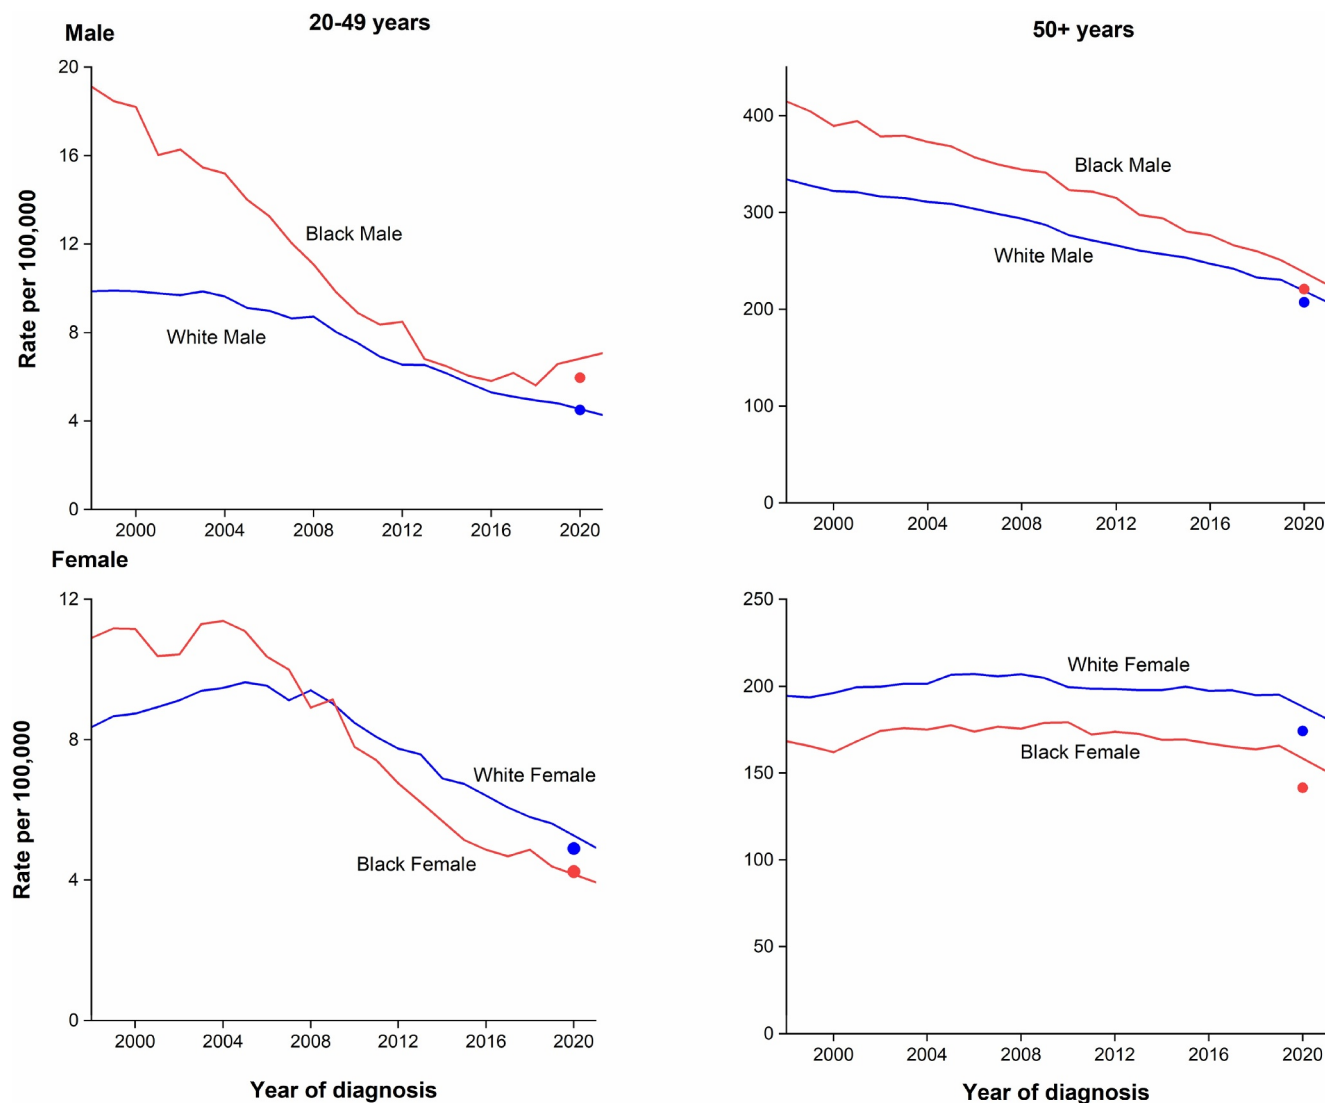 20-49 years
50+ years
Male
Rate per 100,000
20
16
12
8
4
0
Black Male
White Male
2000 2004 2008 2012 2016 2020
400
300
200
100
0
Black Male
White Male
2000 2004 2008 2012 2016 2020
Female
Rate per 100,000
12
8
4
0
White Female
Black Female
2000 2004 2008 2012 2016 2020
Year of diagnosis
250
200
150
100
50
0
White Female
Black Female
2000 2004 2008 2012 2016 2020
Year of diagnosis